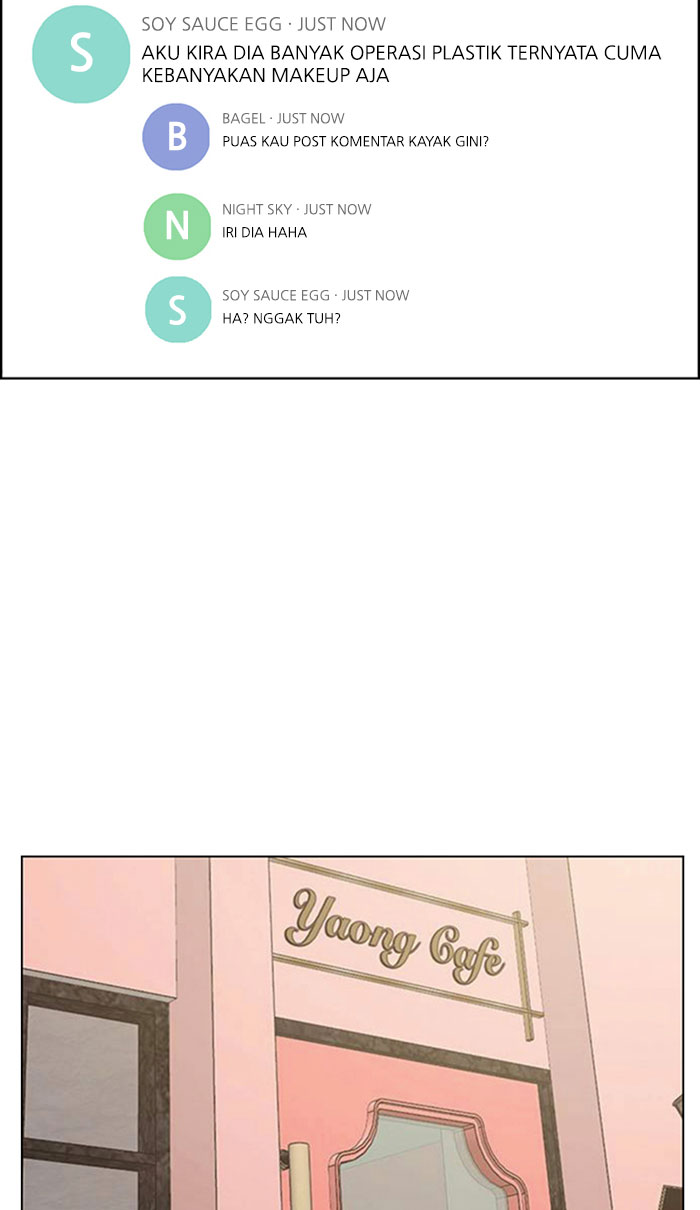 SOY SAUCE EGG · JUST NOW
S
AKU KIRA DIA BANYAK OPERASI PLASTIK TERNYATA CUMA
KEBANYAKAN MAKEUP AJA
B
BAGEL · JUST NOW
PUAS KAU POST KOMENTAR KAYAK GINI?
N
NIGHT SKY · JUST NOW
IRI DIA HAHA
S
SOY SAUCE EGG · JUST NOW
HA? NGGAK TUH?
Yaong Cafe